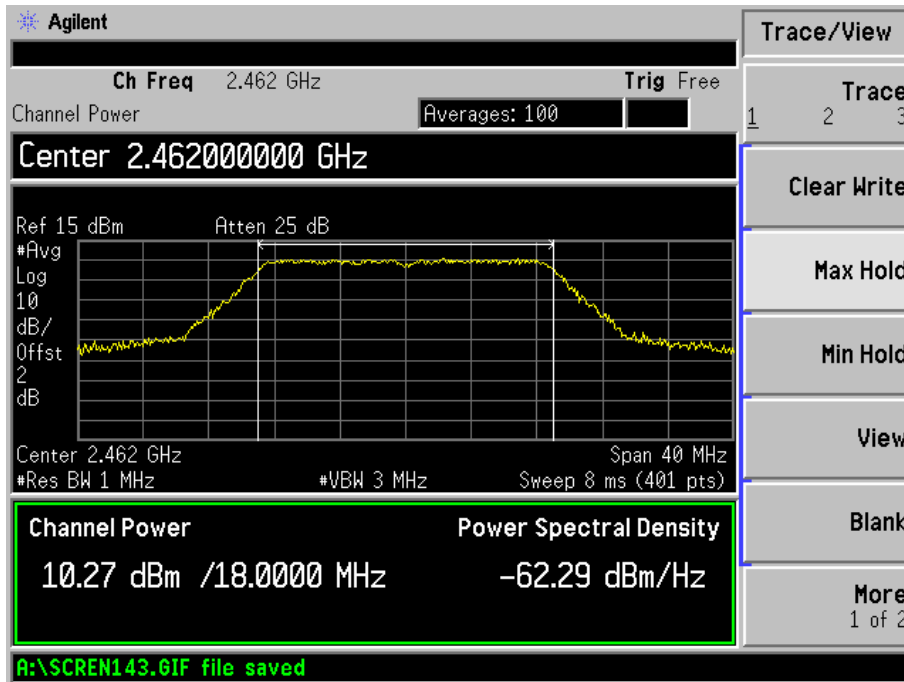 Agilent
Trace/View
Ch Freq 2.462 GHz Trig Free
Channel Power Averages: 100
Center 2.462000000 GHz
Ref 15 dBm Atten 25 dB
#Avg
Log
10
dB/
Offst
2
dB
Center 2.462 GHz Span 40 MHz
#Res BW 1 MHz #VBW 3 MHz Sweep 8 ms (401 pts)
Channel Power Power Spectral Density
10.27 dBm /18.0000 MHz -62.29 dBm/Hz
A:\SCREN143.GIF file saved
Trace
1 2 3
Clear Write
Max Hold
Min Hold
View
Blank
More
1 of 2